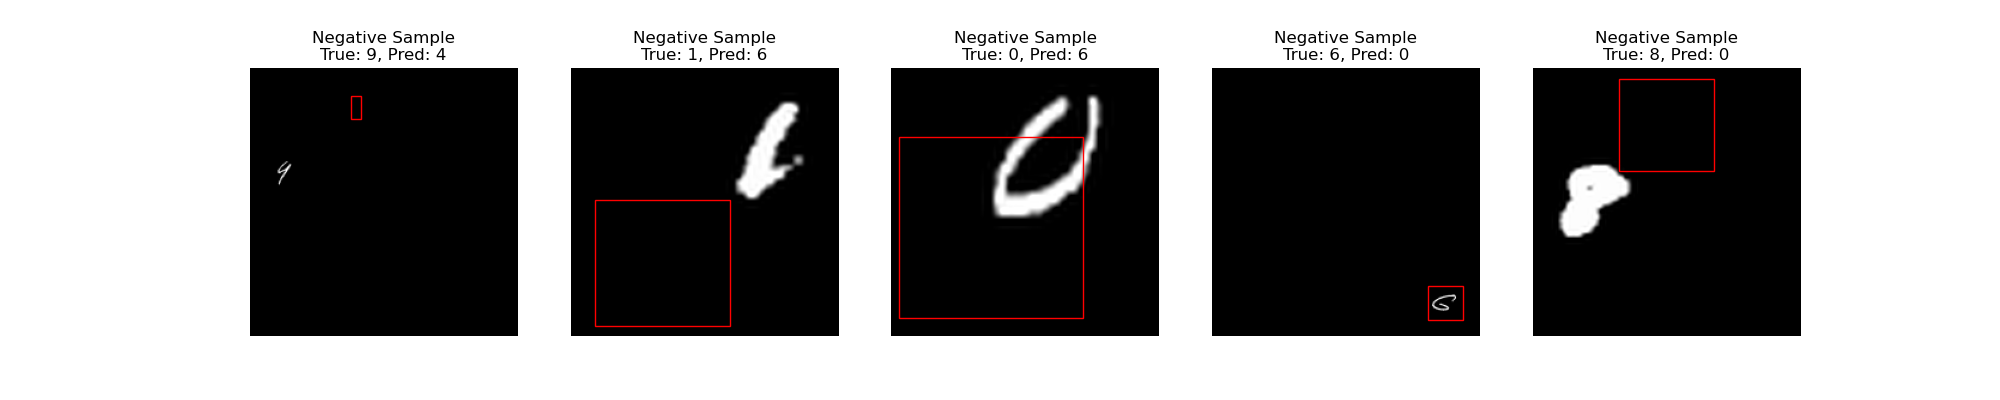 Negative Sample
True: 9, Pred: 4
Negative Sample
True: 1, Pred: 6
Negative Sample
True: 0, Pred: 6
Negative Sample
True: 6, Pred: 0
Negative Sample
True: 8, Pred: 0
9